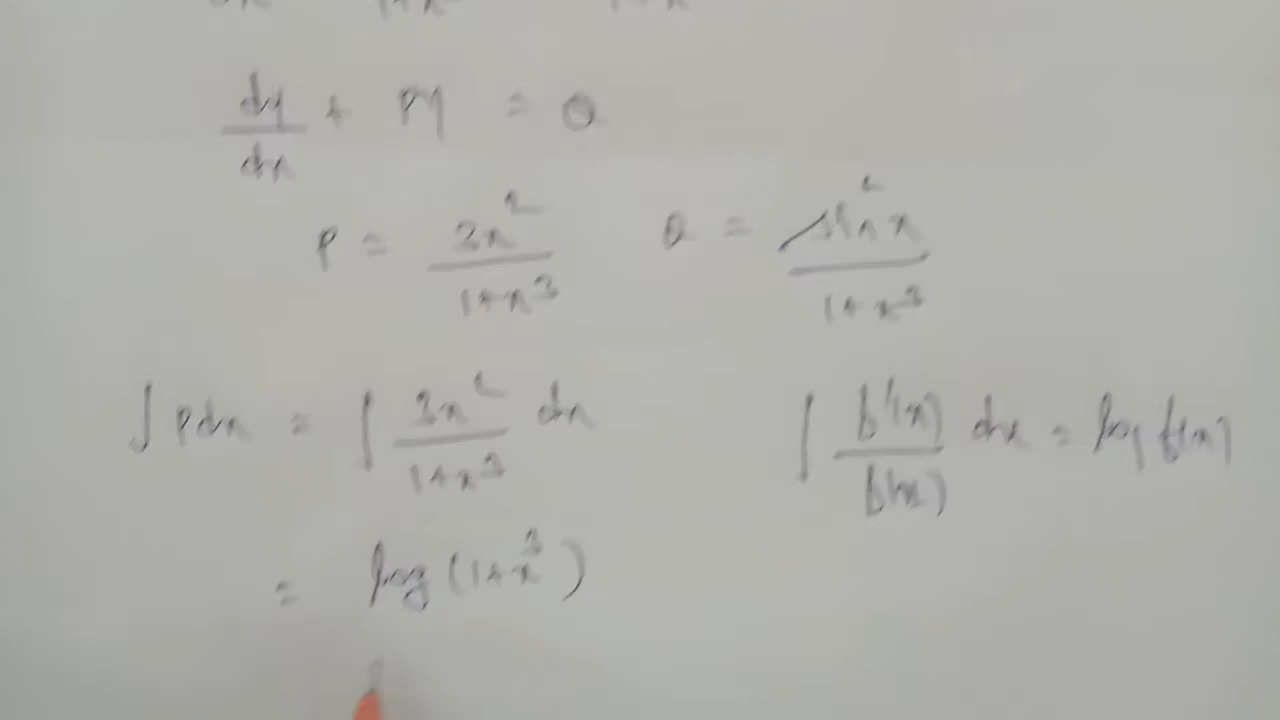 dy/dx + Py = Q
P = 3x²/1+x³ Q = sin²x/1+x³
∫ Pdx = ∫ 3x²/1+x³ dx ∫ f'(x)/f(x) dx = log f(x)
= log(1+x³)